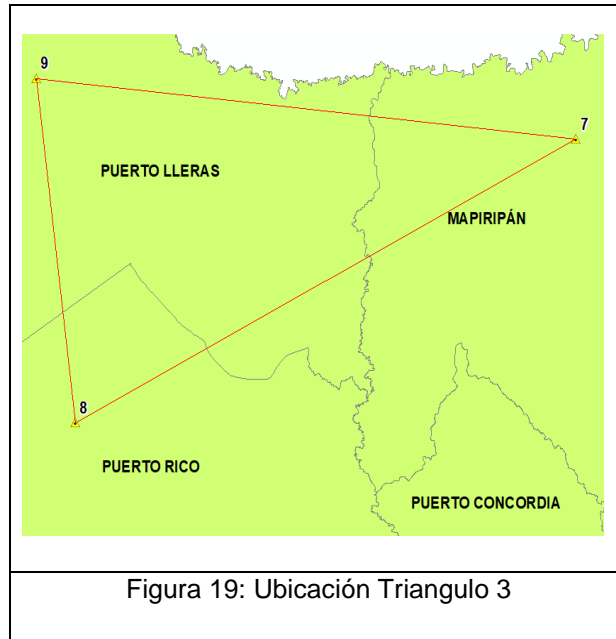 9
7
PUERTO LLERAS
MAPIRIPÁN
8
PUERTO RICO
PUERTO CONCORDIA
Figura 19: Ubicación Triangulo 3